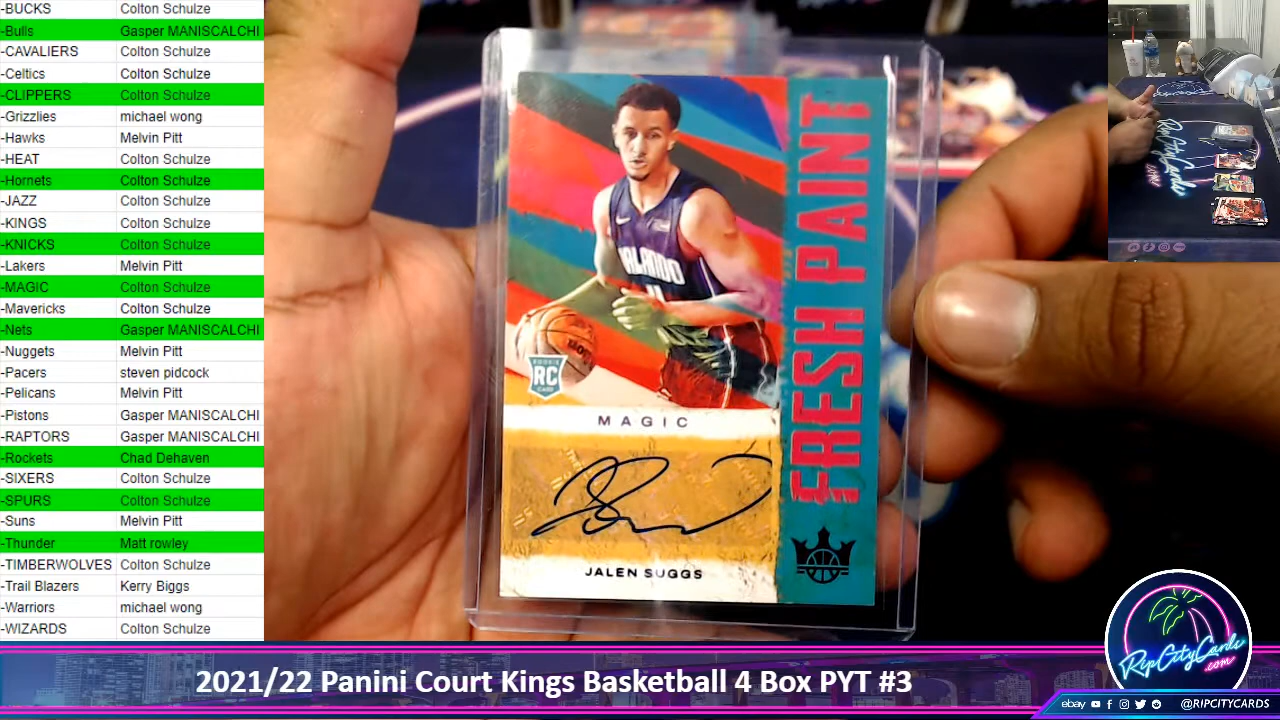 -BUCKS Colton Schulze
-Bulls Gasper MANISCALCHI
-CAVALIERS Colton Schulze
-Celtics Colton Schulze
-CLIPPERS Colton Schulze
-Grizzlies michael wong
-Hawks Melvin Pitt
-HEAT Colton Schulze
-Hornets Colton Schulze
-JAZZ Colton Schulze
-KINGS Colton Schulze
-KNICKS Colton Schulze
-Lakers Melvin Pitt
-MAGIC Colton Schulze
-Mavericks Colton Schulze
-Nets Gasper MANISCALCHI
-Nuggets Melvin Pitt
-Pacers steven pidcock
-Pelicans Melvin Pitt
-Pistons Gasper MANISCALCHI
-RAPTORS Gasper MANISCALCHI
-Rockets Chad Dehaven
-SIXERS Colton Schulze
-SPURS Colton Schulze
-Suns Melvin Pitt
-Thunder Matt rowley
-TIMBERWOLVES Colton Schulze
-Trail Blazers Kerry Biggs
-Warriors michael wong
-WIZARDS Colton Schulze
ORLANDO
FRESH PAINT
ROOKIE
RC
CARD
MAGIC
JALEN SUGGS
RipCityCards
RipCityCards
.com
2021/22 Panini Court Kings Basketball 4 Box PYT #3
ebay @RIPCITYCARDS